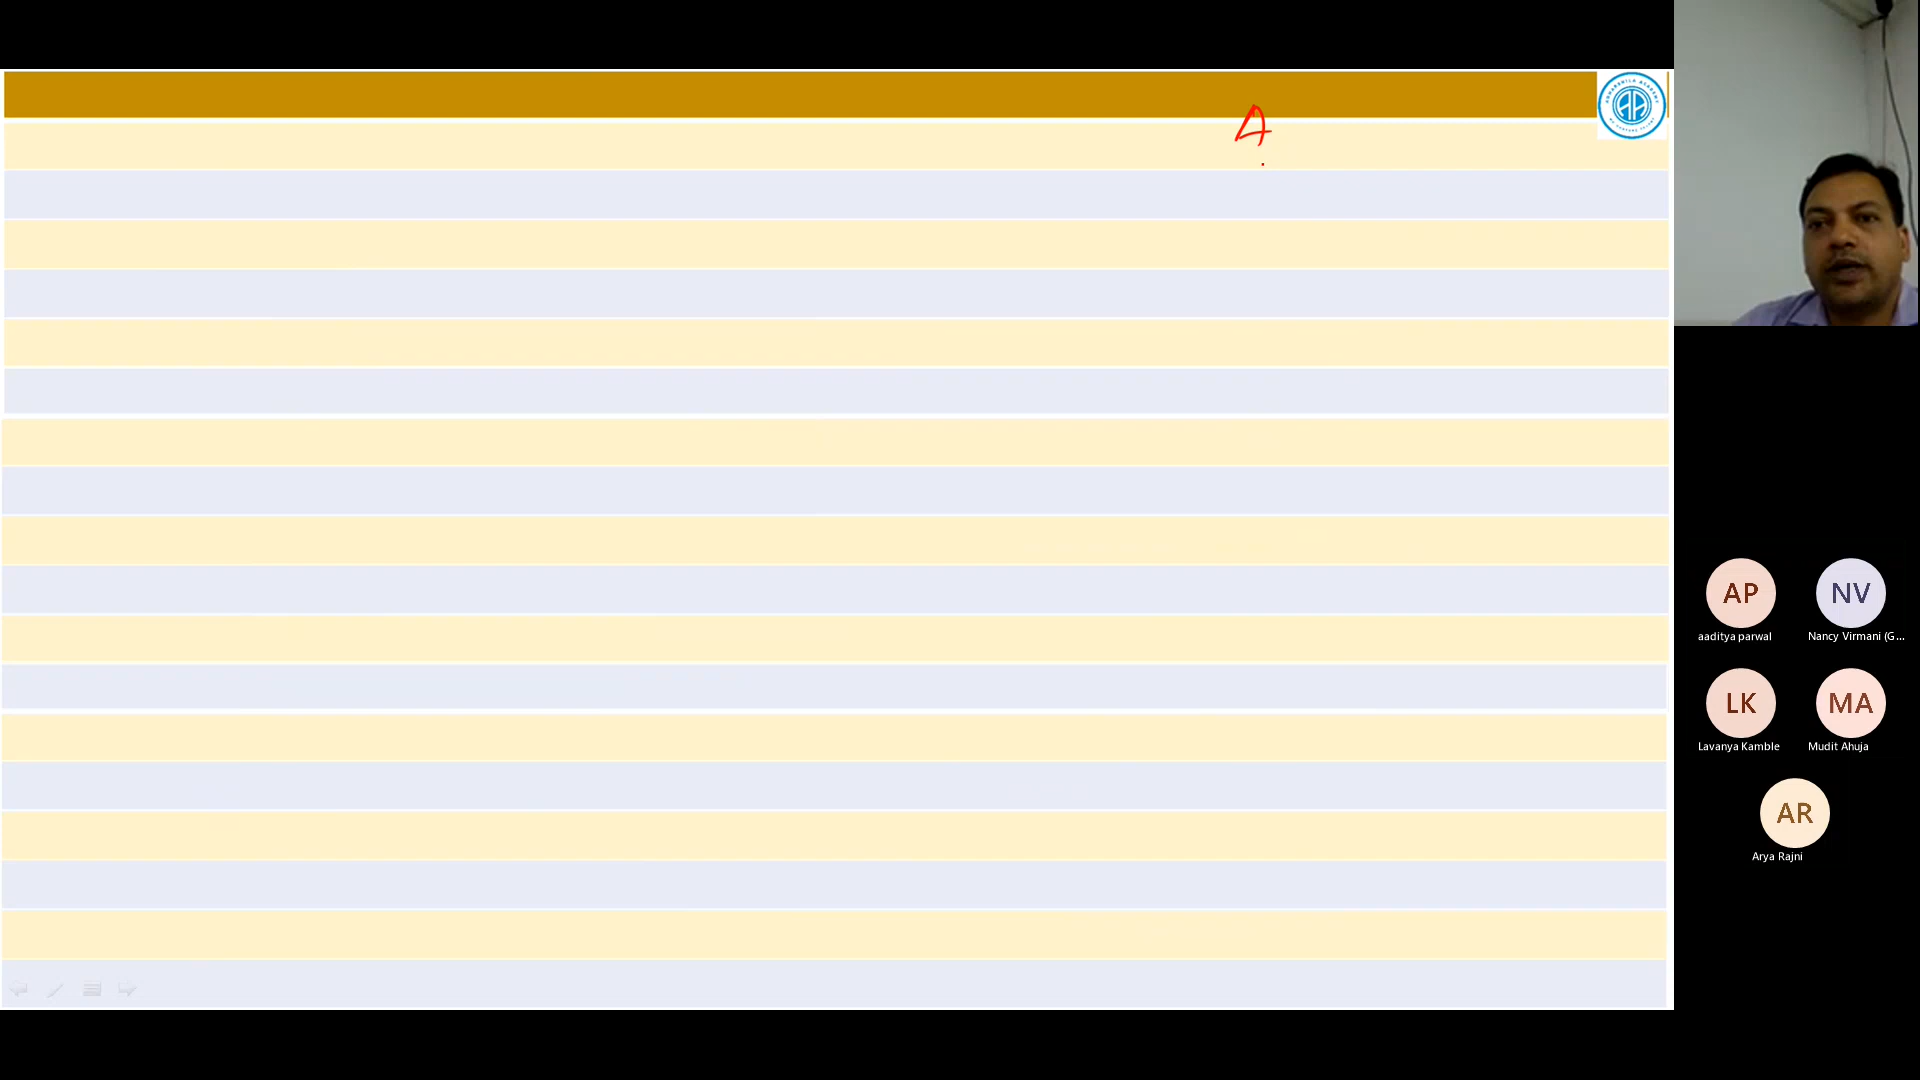 A
AP
NV
aaditya parwal
Nancy Virmani (G...
LK
MA
Lavanya Kamble
Mudit Ahuja
AR
Arya Rajni